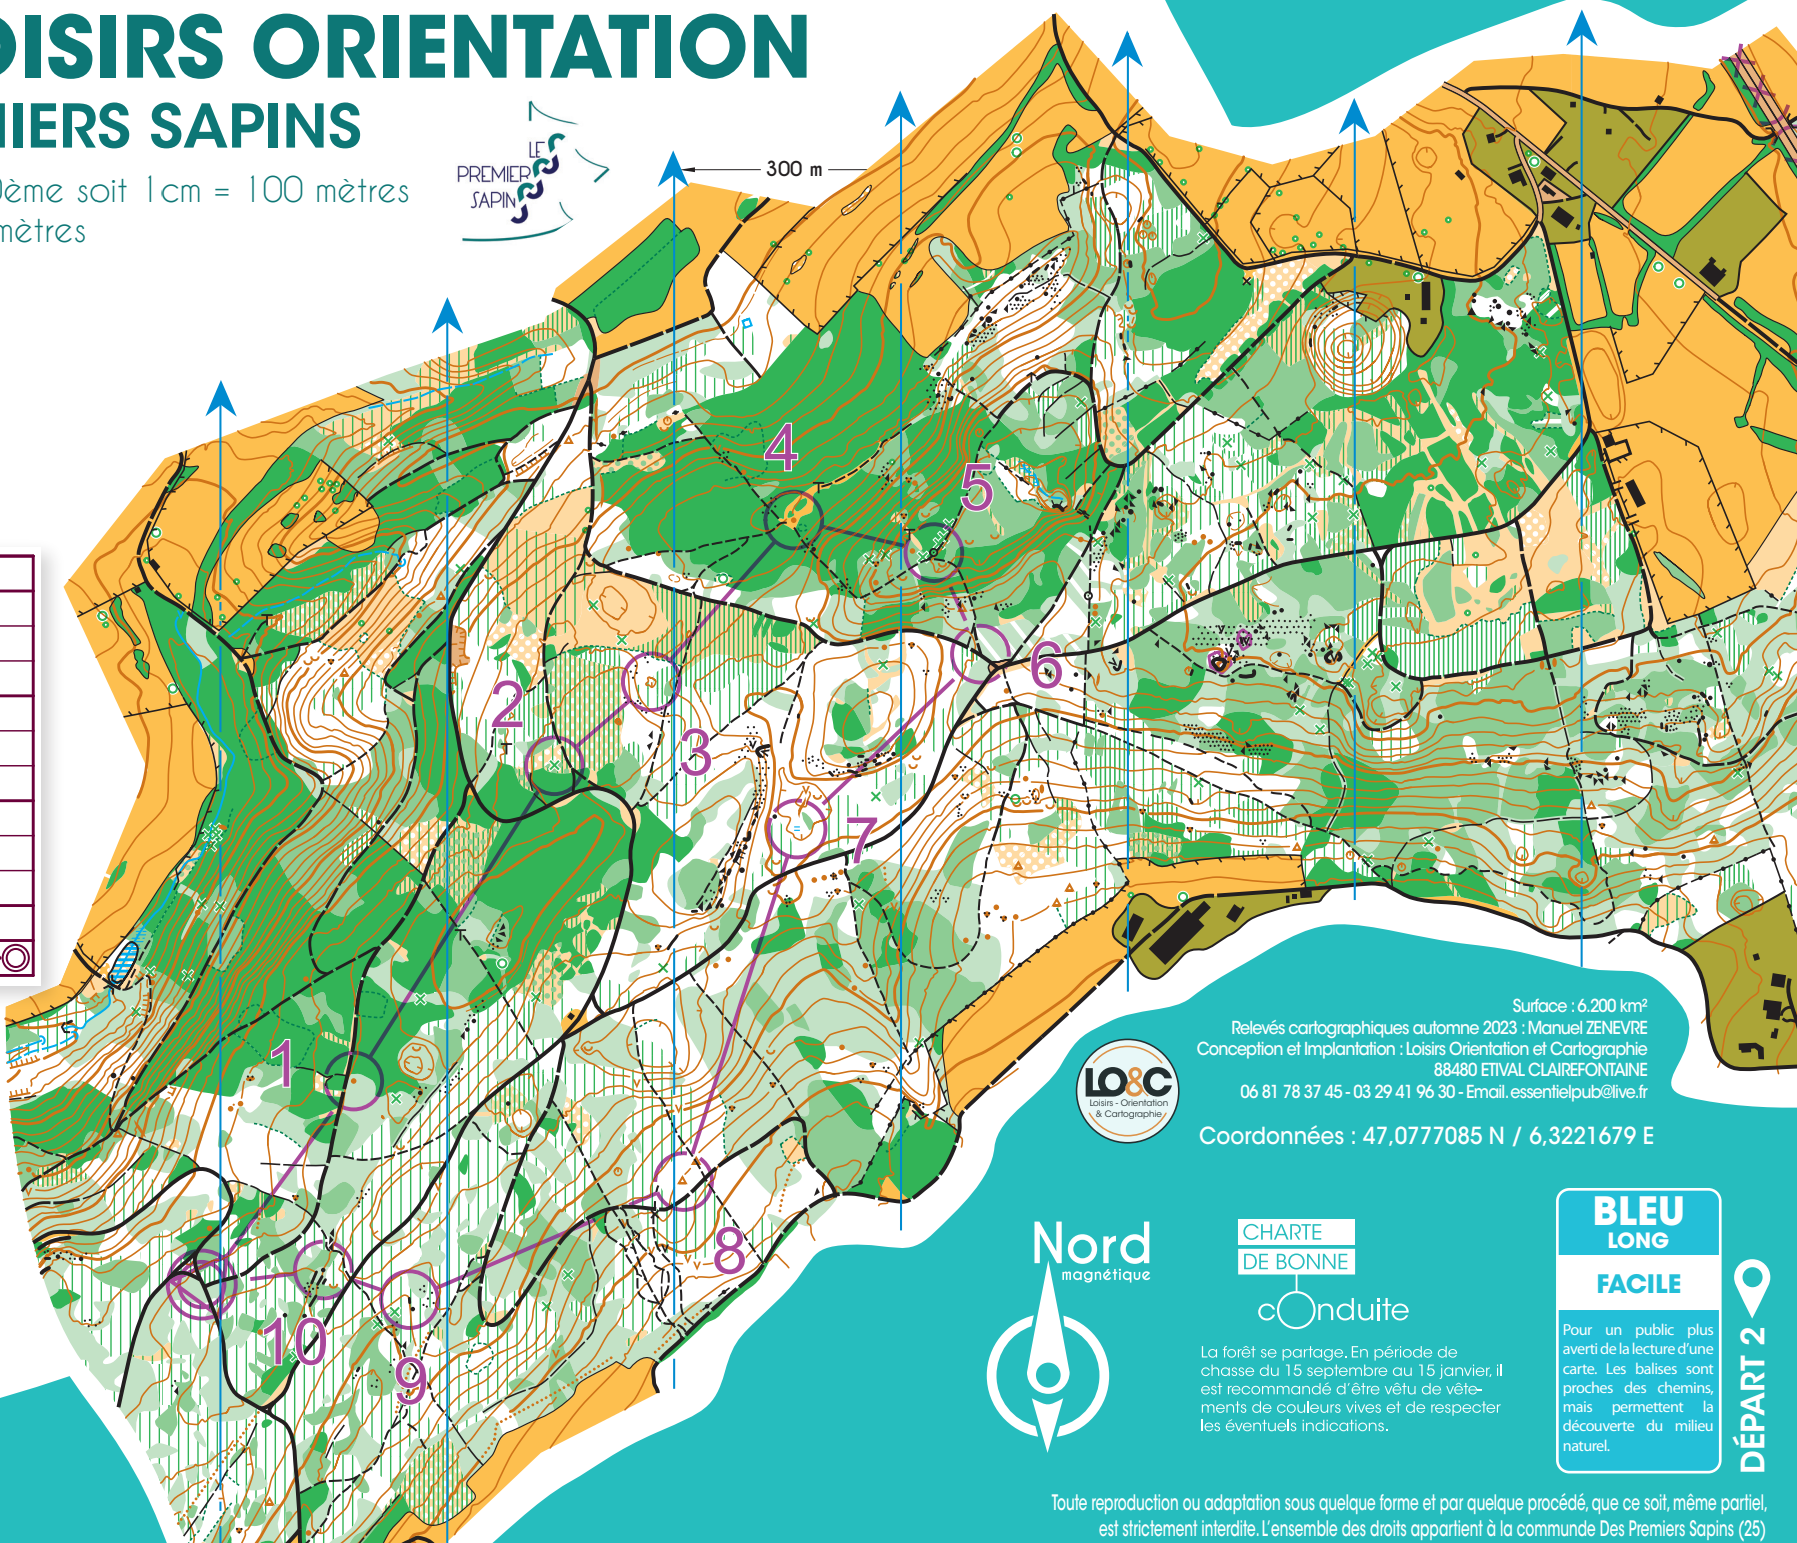 OISIRS ORIENTATION
IIERS SAPINS
0ème soit 1cm = 100 mètres
mètres
LE
PREMIER
SAPIN
300 m
4
5
2
6
3
7
1
8
10
9
Surface : 6.200 km²
Relevés cartographiques automne 2023 : Manuel ZENEVRE
Conception et Implantation : Loisirs Orientation et Cartographie
88480 ETIVAL CLAIREFONTAINE
06 81 78 37 45 - 03 29 41 96 30 - Email. essentielpub@live.fr
LO&C
Loisirs - Orientation
& Cartographie
Coordonnées : 47,0777085 N / 6,3221679 E
Nord
magnétique
CHARTE
DE BONNE
cOnduite
La forêt se partage. En période de
chasse du 15 septembre au 15 janvier, il
est recommandé d'être vêtu de vête-
ments de couleurs vives et de respecter
les éventuels indications.
BLEU
LONG
FACILE
Pour un public plus
averti de la lecture d'une
carte. Les balises sont
proches des chemins,
mais permettent la
découverte du milieu
naturel.
DÉPART 2
Toute reproduction ou adaptation sous quelque forme et par quelque procédé, que ce soit, même partiel,
est strictement interdite. L'ensemble des droits appartient à la commune Des Premiers Sapins (25)